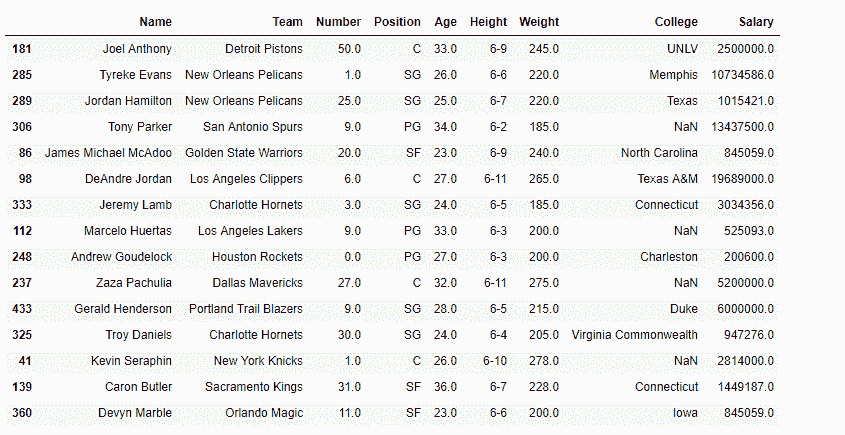 Name Team Number Position Age Height Weight College Salary
181 Joel Anthony Detroit Pistons 50.0 C 33.0 6-9 245.0 UNLV 2500000.0
285 Tyreke Evans New Orleans Pelicans 1.0 SG 26.0 6-6 220.0 Memphis 10734586.0
289 Jordan Hamilton New Orleans Pelicans 25.0 SG 25.0 6-7 220.0 Texas 1015421.0
306 Tony Parker San Antonio Spurs 9.0 PG 34.0 6-2 185.0 NaN 13437500.0
86 James Michael McAdoo Golden State Warriors 20.0 SF 23.0 6-9 240.0 North Carolina 845059.0
98 DeAndre Jordan Los Angeles Clippers 6.0 C 27.0 6-11 265.0 Texas A&M 19689000.0
333 Jeremy Lamb Charlotte Hornets 3.0 SG 24.0 6-5 185.0 Connecticut 3034356.0
112 Marcelo Huertas Los Angeles Lakers 9.0 PG 33.0 6-3 200.0 NaN 525093.0
248 Andrew Goudelock Houston Rockets 0.0 PG 27.0 6-3 200.0 Charleston 200600.0
237 Zaza Pachulia Dallas Mavericks 27.0 C 32.0 6-11 275.0 NaN 5200000.0
433 Gerald Henderson Portland Trail Blazers 9.0 SG 28.0 6-5 215.0 Duke 6000000.0
325 Troy Daniels Charlotte Hornets 30.0 SG 24.0 6-4 205.0 Virginia Commonwealth 947276.0
41 Kevin Seraphin New York Knicks 1.0 C 26.0 6-10 278.0 NaN 2814000.0
139 Caron Butler Sacramento Kings 31.0 SF 36.0 6-7 228.0 Connecticut 1449187.0
360 Devyn Marble Orlando Magic 11.0 SF 23.0 6-6 200.0 Iowa 845059.0